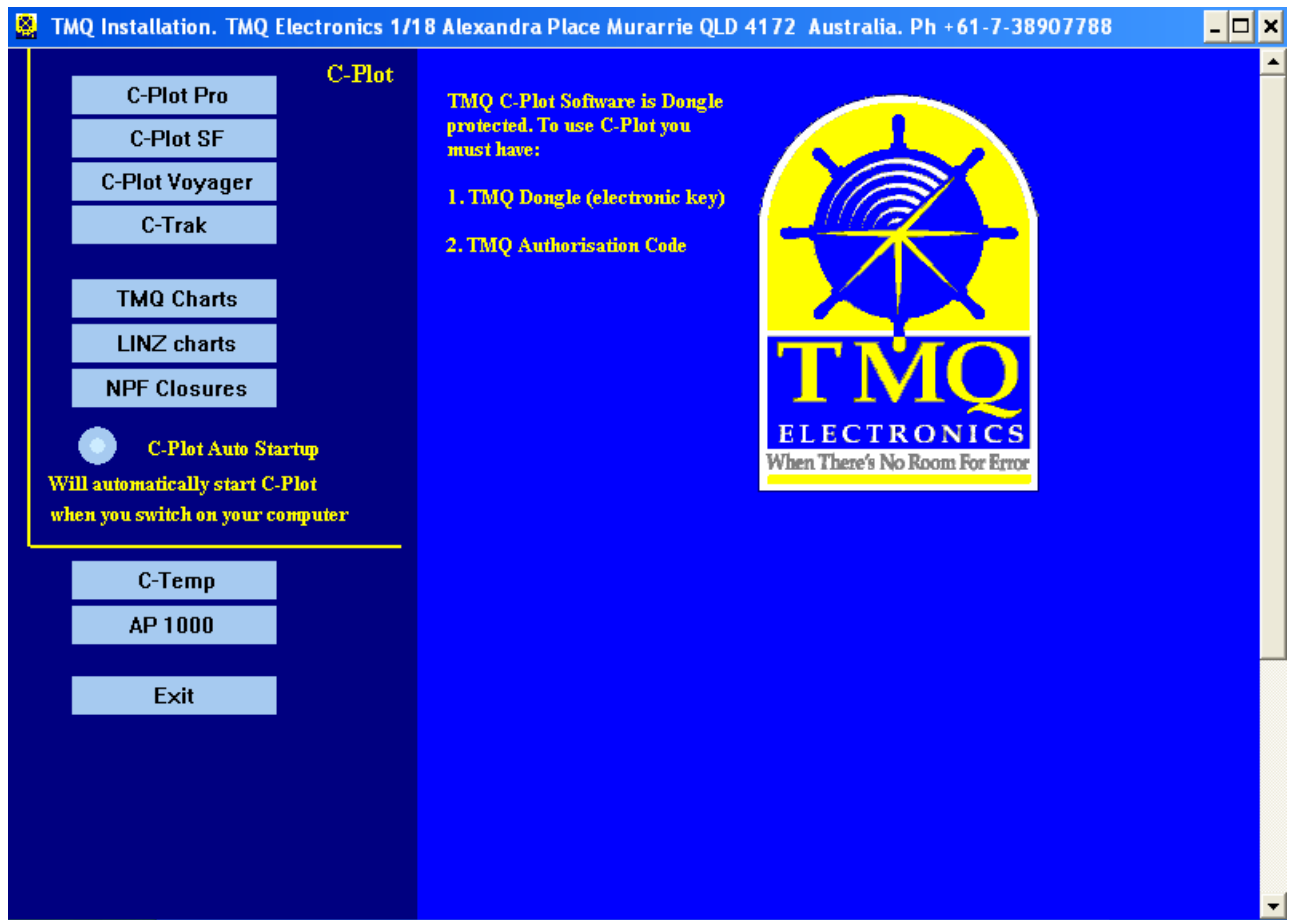 TMQ Installation. TMQ Electronics 1/18 Alexandra Place Murarrie QLD 4172 Australia. Ph +61-7-38907788
C-Plot
C-Plot Pro
C-Plot SF
C-Plot Voyager
C-Trak
TMQ Charts
LINZ charts
NPF Closures
C-Plot Auto Startup
Will automatically start C-Plot
when you switch on your computer
C-Temp
AP 1000
Exit
TMQ C-Plot Software is Dongle
protected. To use C-Plot you
must have:
1. TMQ Dongle (electronic key)
2. TMQ Authorisation Code
TMQ
ELECTRONICS
When There's No Room For Error